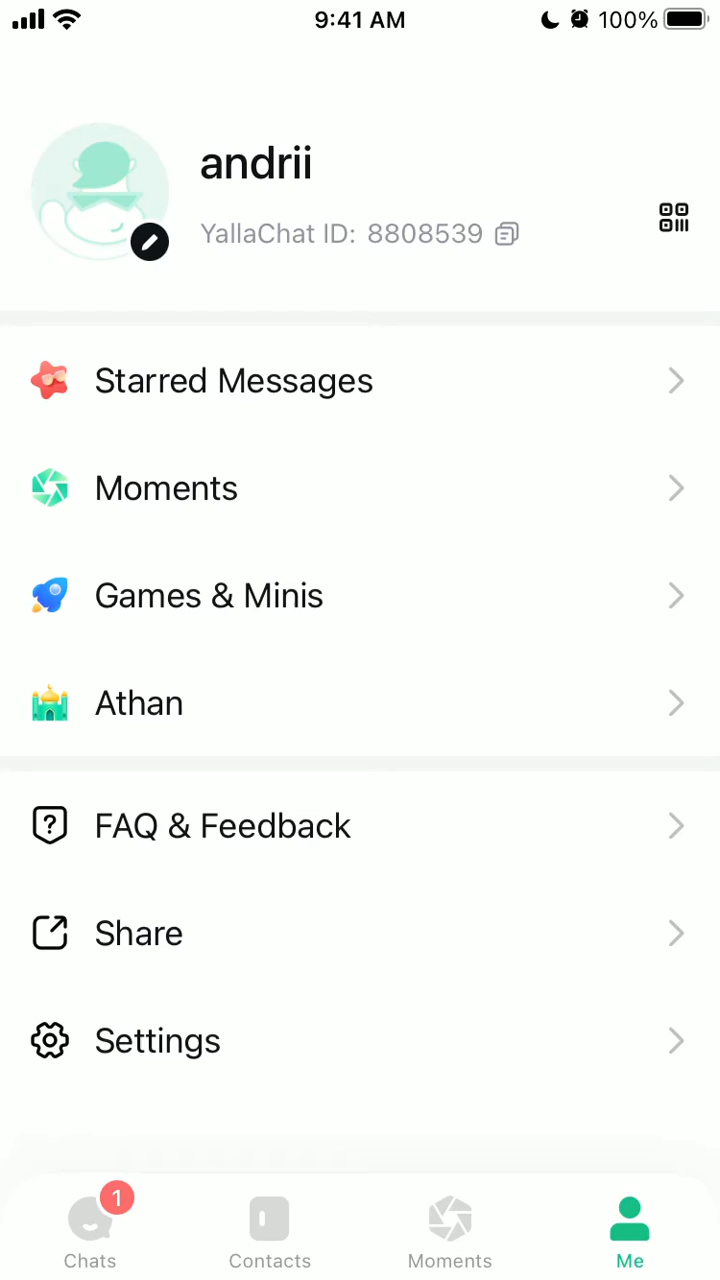 9:41 AM
100%
andrii
YallaChat ID: 8808539
Starred Messages
Moments
Games & Minis
Athan
FAQ & Feedback
Share
Settings
1
Chats
Contacts
Moments
Me